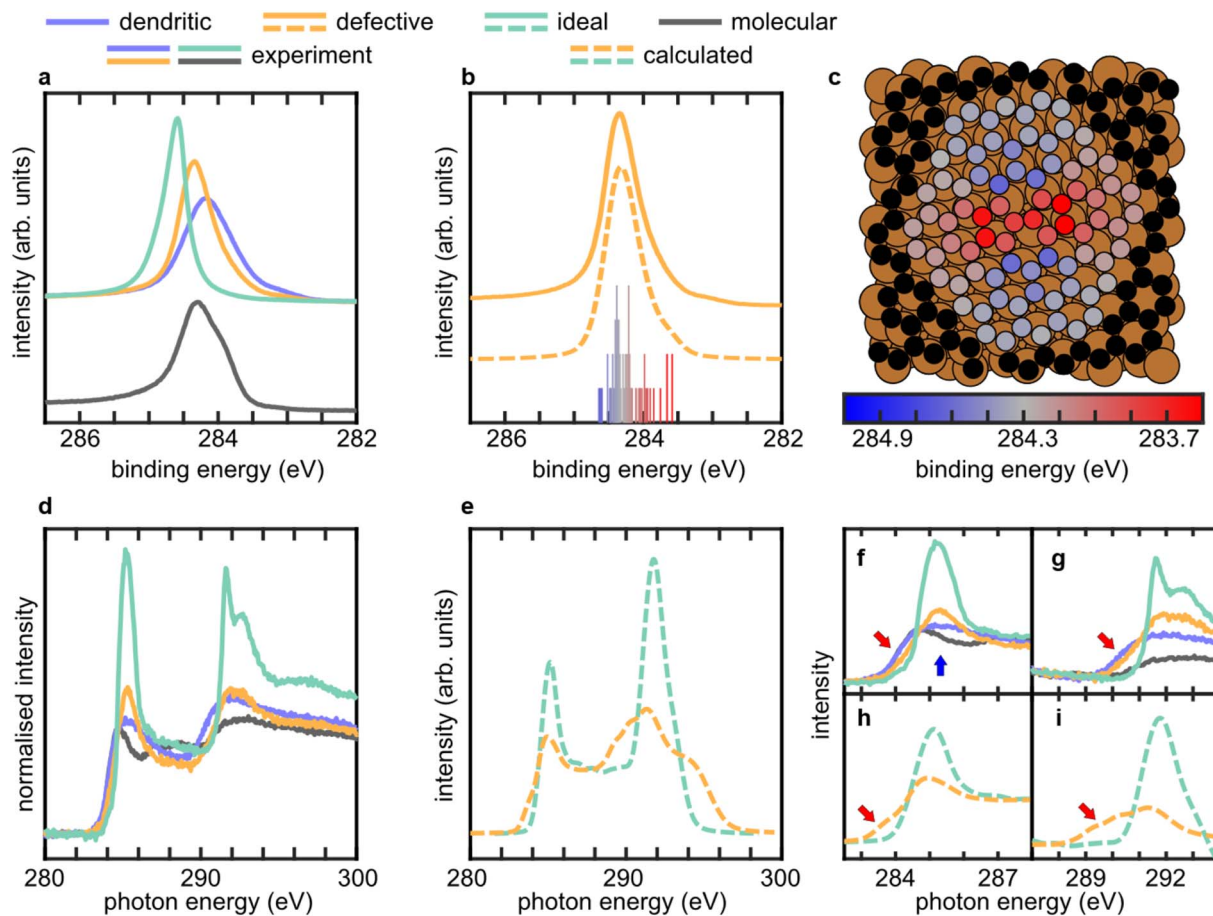 dendritic defective ideal molecular
experiment calculated
a
intensity (arb. units)
286 284 282
binding energy (eV)
b
intensity (arb. units)
286 284 282
binding energy (eV)
c
284.9 284.3 283.7
binding energy (eV)
d
normalised intensity
280 290 300
photon energy (eV)
e
intensity (arb. units)
280 290 300
photon energy (eV)
f g
intensity
h i
284 287 289 292
photon energy (eV)